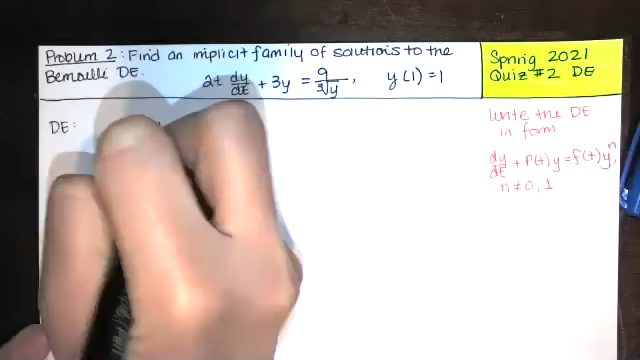 Problem 2: Find an implicit family of solutions to the
Bernoulli DE.
2t dy/dt + 3y = 9/∛y, y(1) = 1
Spring 2021
Quiz #2 DE
DE:
Write the DE
in form
dy/dt + P(t)y = f(t)yⁿ,
n ≠ 0, 1